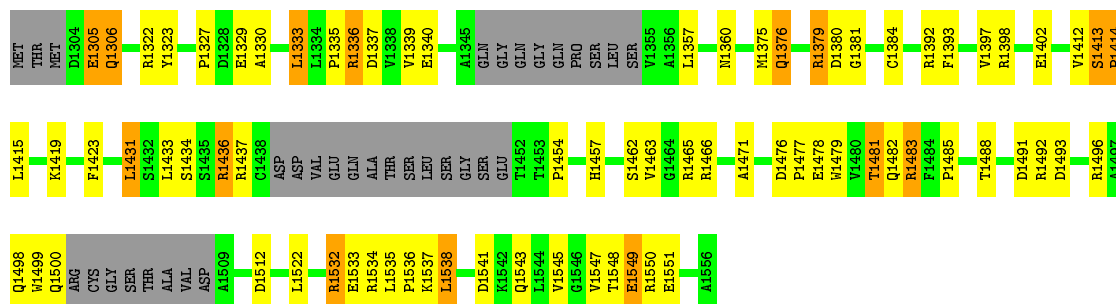 MET THR MET D1304 E1305 Q1306 R1322 Y1323 P1327 D1328 E1329 A1330 L1333 L1334 P1335 R1336 D1337 V1338 V1339 E1340 A1345 GLN GLY GLN GLY GLN PRO SER LEU SER V1355 A1356 L1357 N1360 M1375 Q1376 R1379 D1380 G1381 C1384 R1392 F1393 V1397 R1398 E1402 V1412 S1413 P1414
L1415 K1419 F1423 L1431 S1432 L1433 S1434 S1435 R1436 R1437 C1438 ASP ASP VAL GLU GLN ALA THR SER LEU SER GLY SER GLU T1452 T1453 P1454 H1457 S1462 V1463 G1464 R1465 R1466 A1471 D1476 P1477 E1478 W1479 V1480 T1481 Q1482 R1483 F1484 P1485 T1488 D1491 R1492 D1493 R1496 A1497
Q1498 W1499 Q1500 ARG CYS GLY SER THR ALA VAL ASP A1509 D1512 L1522 R1532 E1533 R1534 L1535 P1536 K1537 L1538 D1541 K1542 Q1543 L1544 V1545 G1546 V1547 T1548 E1549 R1550 E1551 A1556